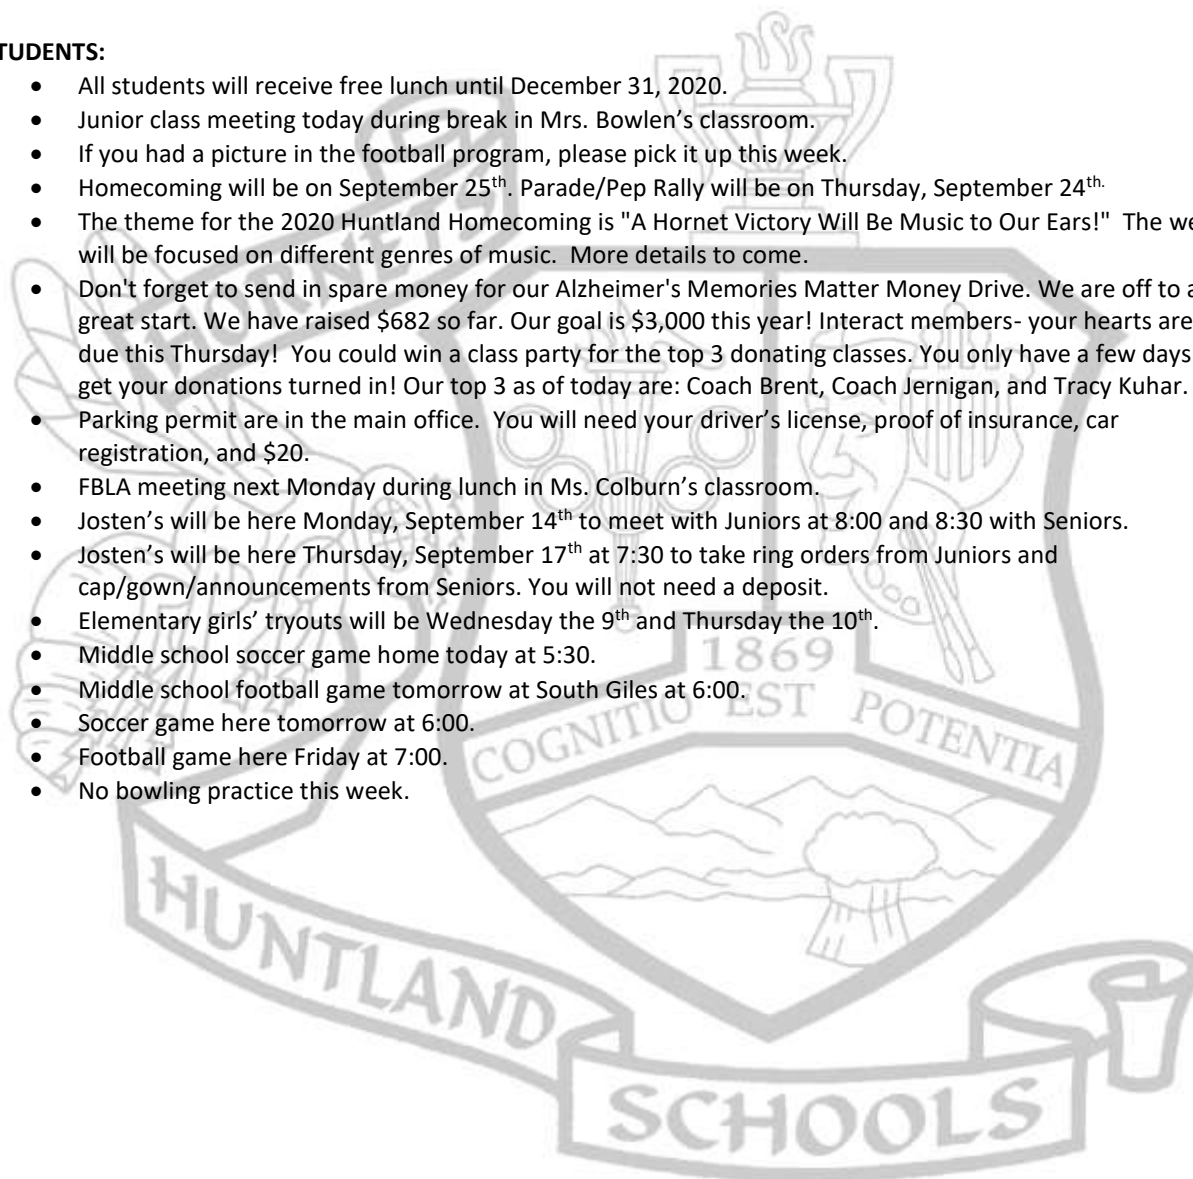 TUDENTS:
• All students will receive free lunch until December 31, 2020.
• Junior class meeting today during break in Mrs. Bowlen’s classroom.
• If you had a picture in the football program, please pick it up this week.
• Homecoming will be on September 25th. Parade/Pep Rally will be on Thursday, September 24th.
• The theme for the 2020 Huntland Homecoming is "A Hornet Victory Will Be Music to Our Ears!"  The we
will be focused on different genres of music.  More details to come.
• Don't forget to send in spare money for our Alzheimer's Memories Matter Money Drive. We are off to a
great start. We have raised $682 so far. Our goal is $3,000 this year! Interact members- your hearts are
due this Thursday!  You could win a class party for the top 3 donating classes. You only have a few days
get your donations turned in! Our top 3 as of today are: Coach Brent, Coach Jernigan, and Tracy Kuhar.
• Parking permit are in the main office.  You will need your driver’s license, proof of insurance, car
registration, and $20.
• FBLA meeting next Monday during lunch in Ms. Colburn’s classroom.
• Josten’s will be here Monday, September 14th to meet with Juniors at 8:00 and 8:30 with Seniors.
• Josten’s will be here Thursday, September 17th at 7:30 to take ring orders from Juniors and
cap/gown/announcements from Seniors. You will not need a deposit.
• Elementary girls’ tryouts will be Wednesday the 9th and Thursday the 10th.
• Middle school soccer game home today at 5:30.
• Middle school football game tomorrow at South Giles at 6:00.
• Soccer game here tomorrow at 6:00.
• Football game here Friday at 7:00.
• No bowling practice this week.
HORNETS
1869
COGNITIO EST POTENTIA
HUNTLAND
SCHOOLS